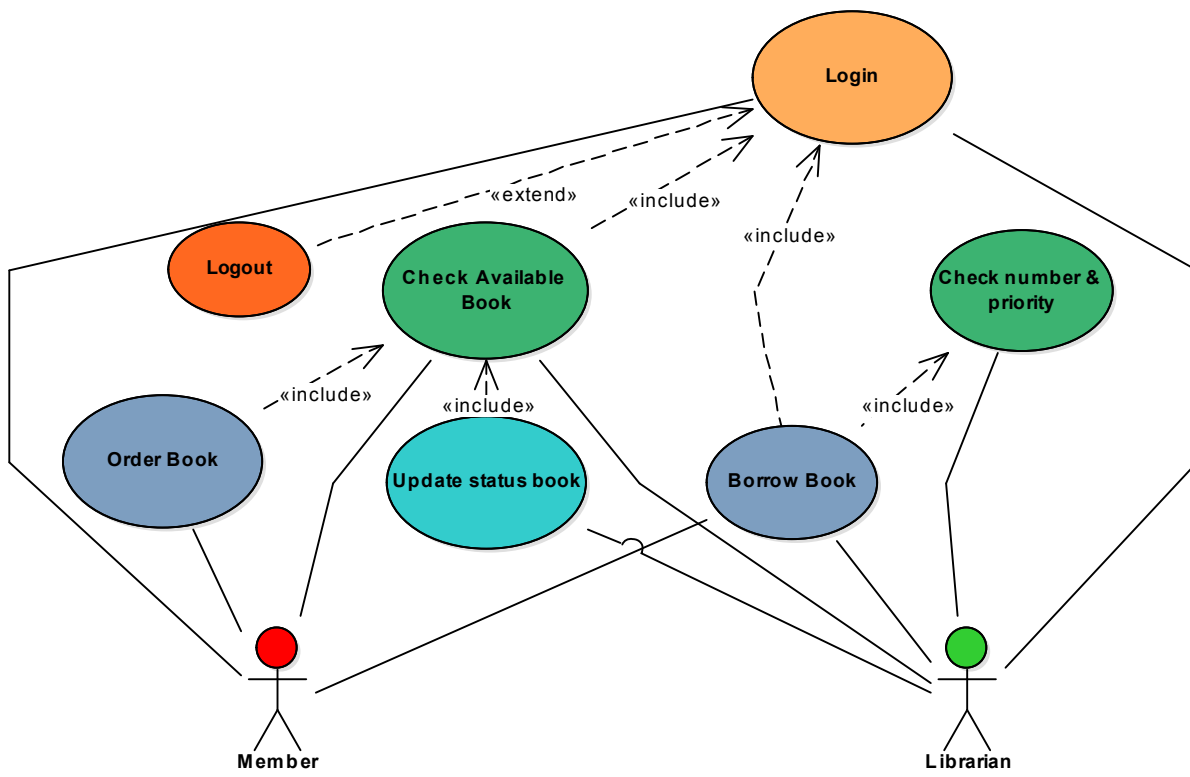 Login
«extend»
«include»
«include»
Logout
Check Available
Book
Check number &
priority
«include»
«include»
«include»
Order Book
Update status book
Borrow Book
Member
Librarian